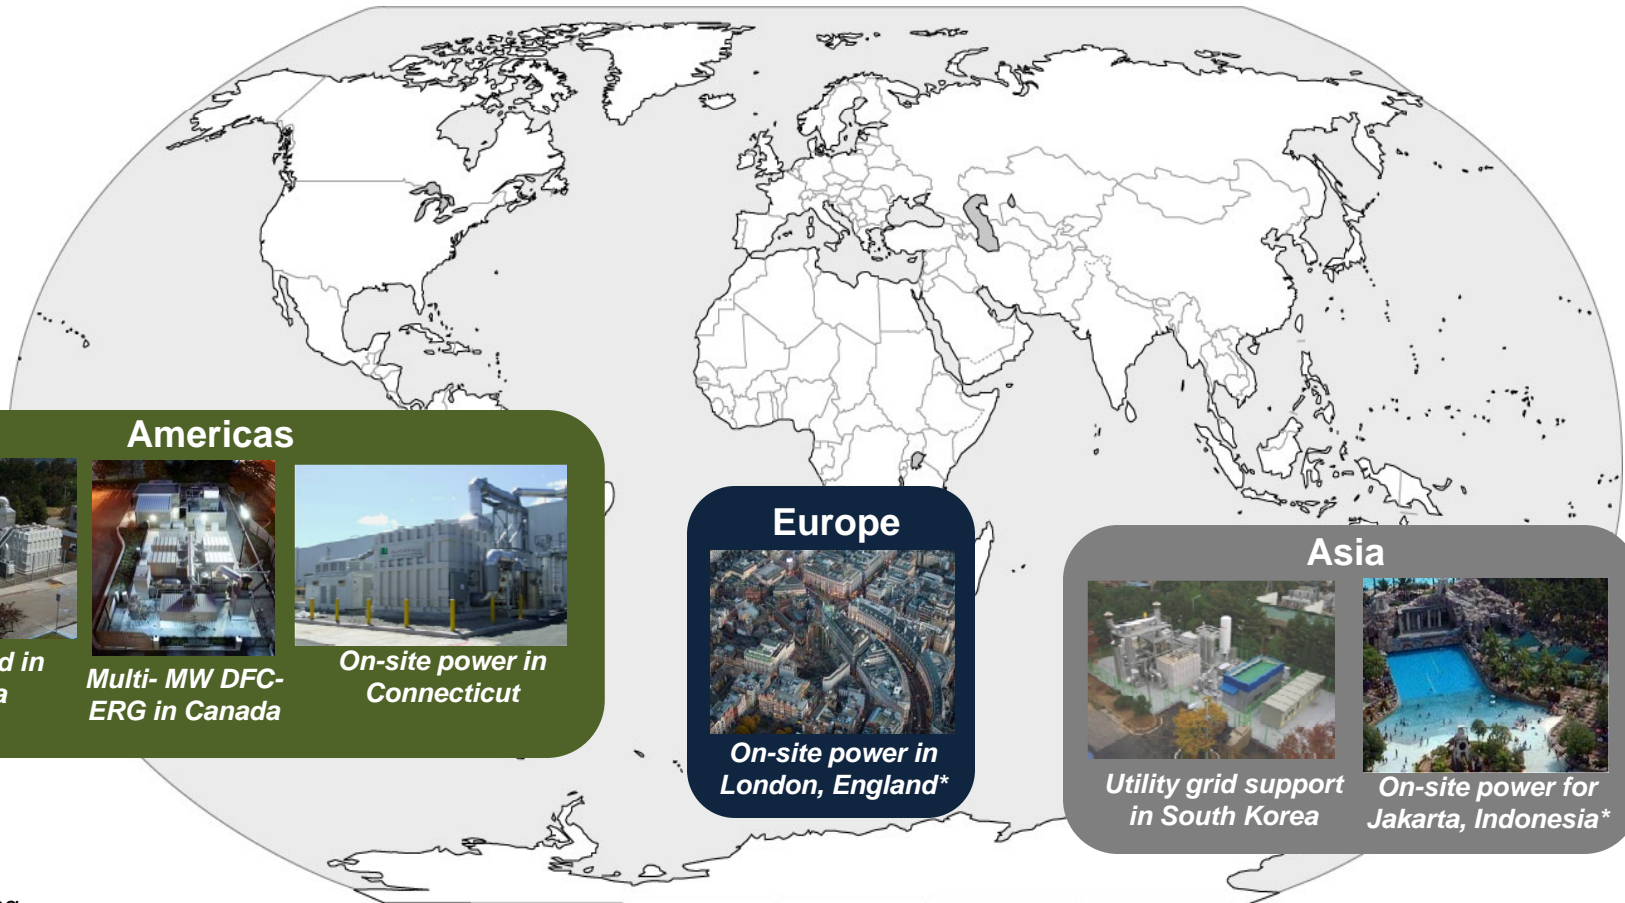 Americas
d in
a
Multi- MW DFC-
ERG in Canada
On-site power in
Connecticut
Europe
On-site power in
London, England*
Asia
Utility grid support
in South Korea
On-site power for
Jakarta, Indonesia*